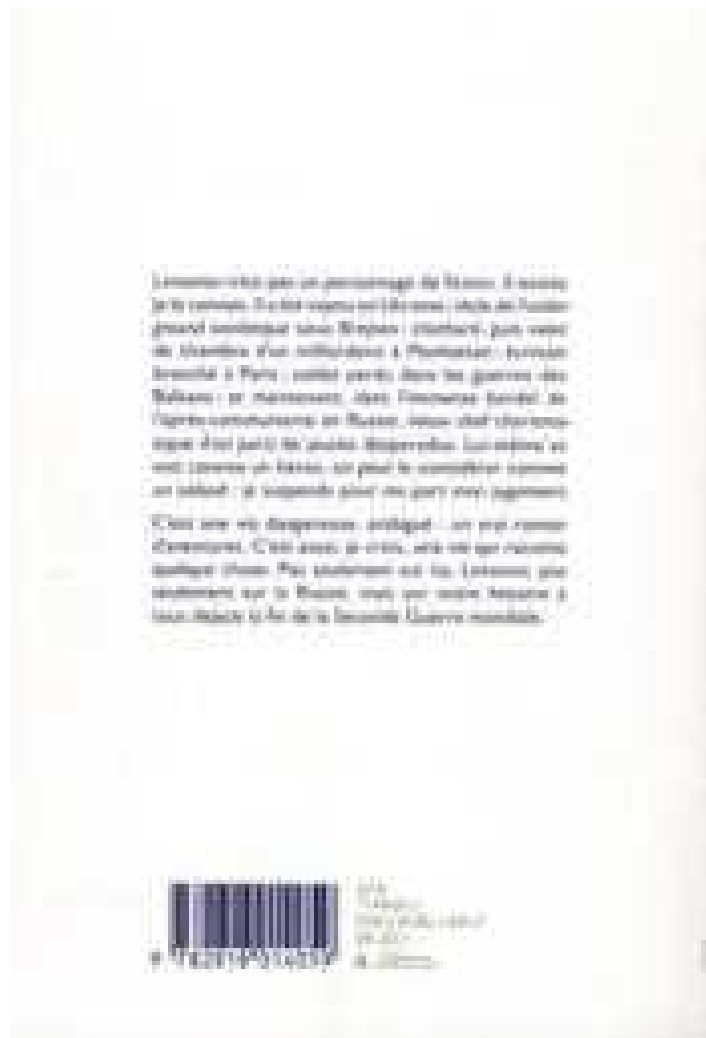 Limonov n'est pas un personnage de fiction. Il existe,
je le connais. Il a été voyou en Ukraine ; idole de l'under-
ground soviétique sous Brejnev ; clochard, puis valet
de chambre d'un milliardaire à Manhattan ; écrivain
branché à Paris ; soldat perdu dans les guerres des
Balkans ; et maintenant, dans l'immense bordel de
l'après-communisme en Russie, vieux chef charisma-
tique d'un parti de jeunes desperados. Lui-même se
voit comme un héros, on peut le considérer comme
un salaud : je suspends pour ma part mon jugement.
C'est une vie dangereuse, ambiguë : un vrai roman
d'aventures. C'est aussi, je crois, une vie qui raconte
quelque chose. Pas seulement sur lui, Limonov, pas
seulement sur la Russie, mais sur notre histoire à
tous depuis la fin de la Seconde Guerre mondiale.